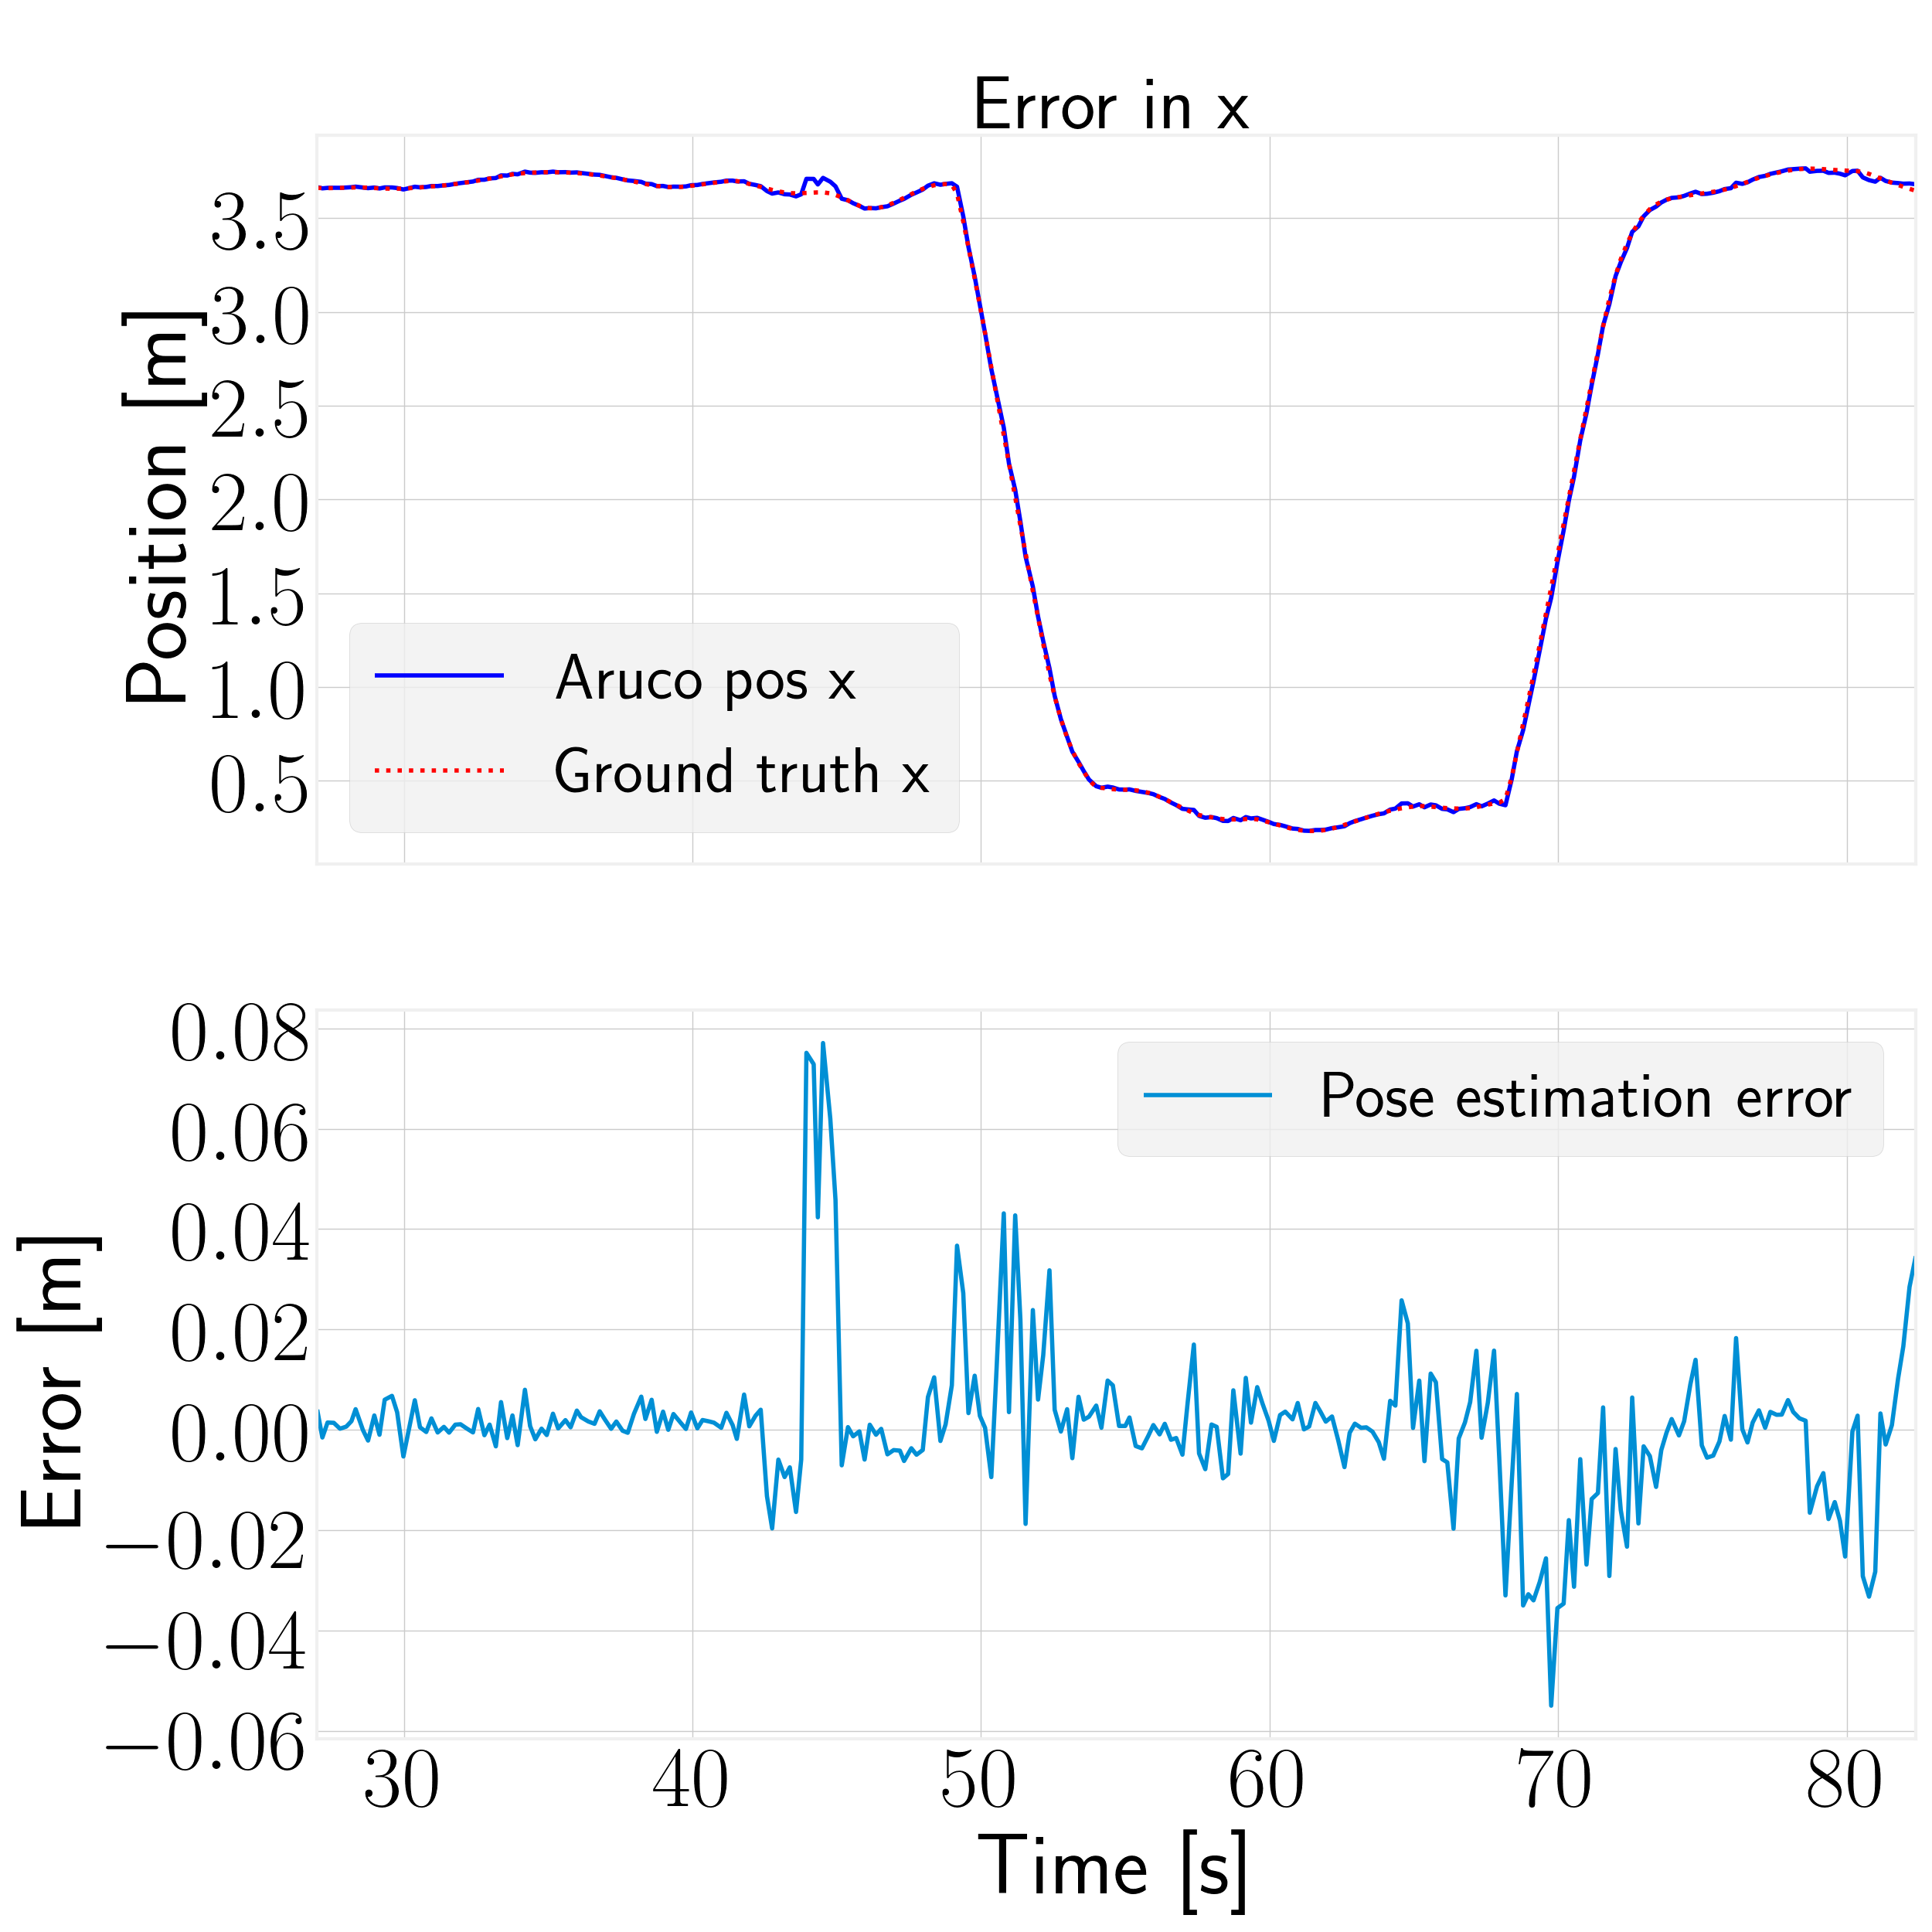 Error in x
Position [m]
3.5
3.0
2.5
2.0
1.5
1.0
0.5
Aruco pos x
Ground truth x
Error [m]
0.08
0.06
0.04
0.02
0.00
−0.02
−0.04
−0.06
Pose estimation error
30 40 50 60 70 80
Time [s]